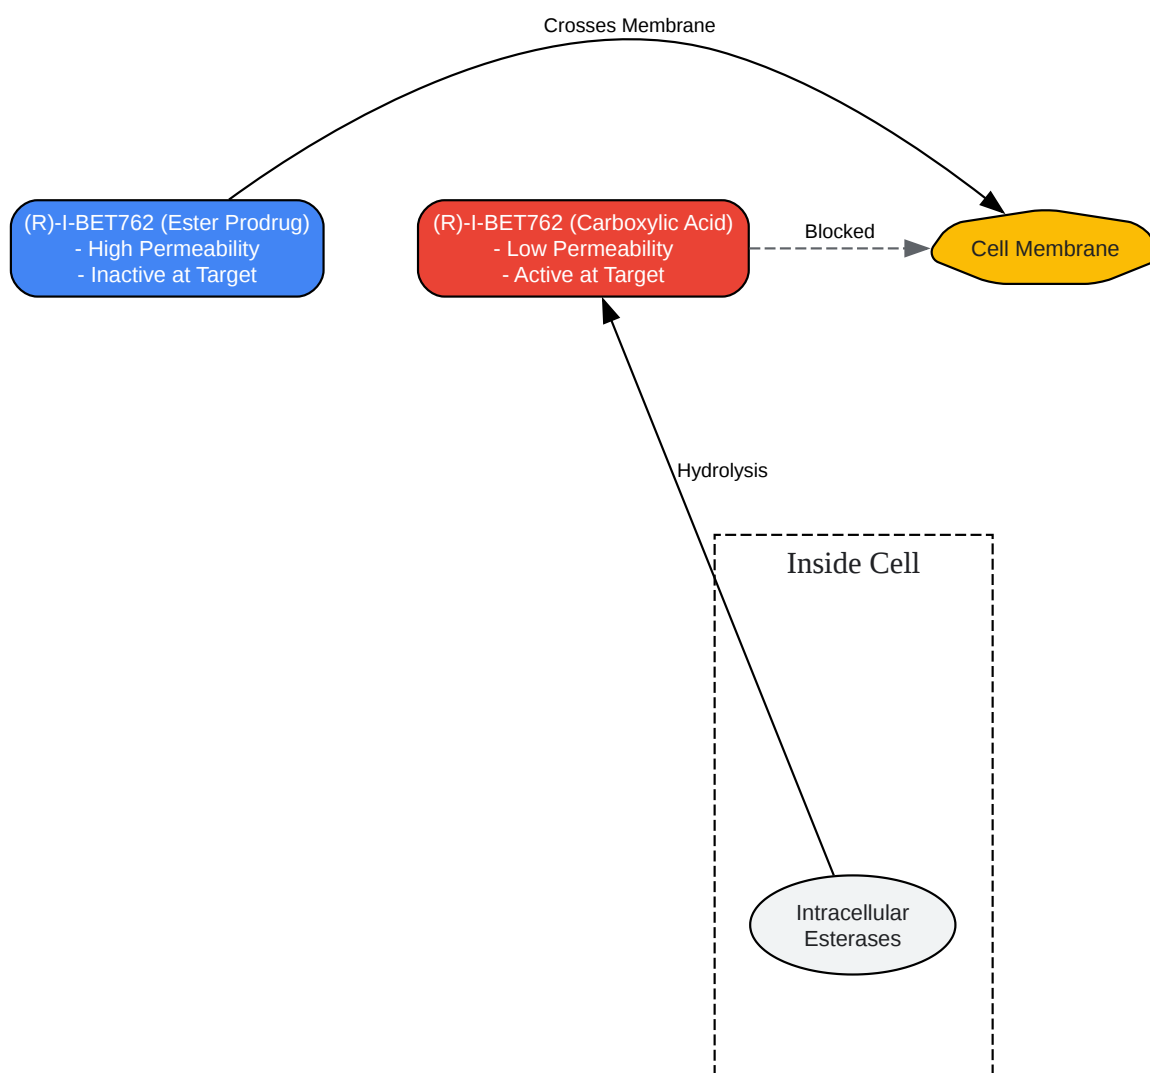 Crosses Membrane
(R)-I-BET762 (Ester Prodrug)
- High Permeability
- Inactive at Target
(R)-I-BET762 (Carboxylic Acid)
- Low Permeability
- Active at Target
Blocked
Cell Membrane
Hydrolysis
Inside Cell
Intracellular
Esterases